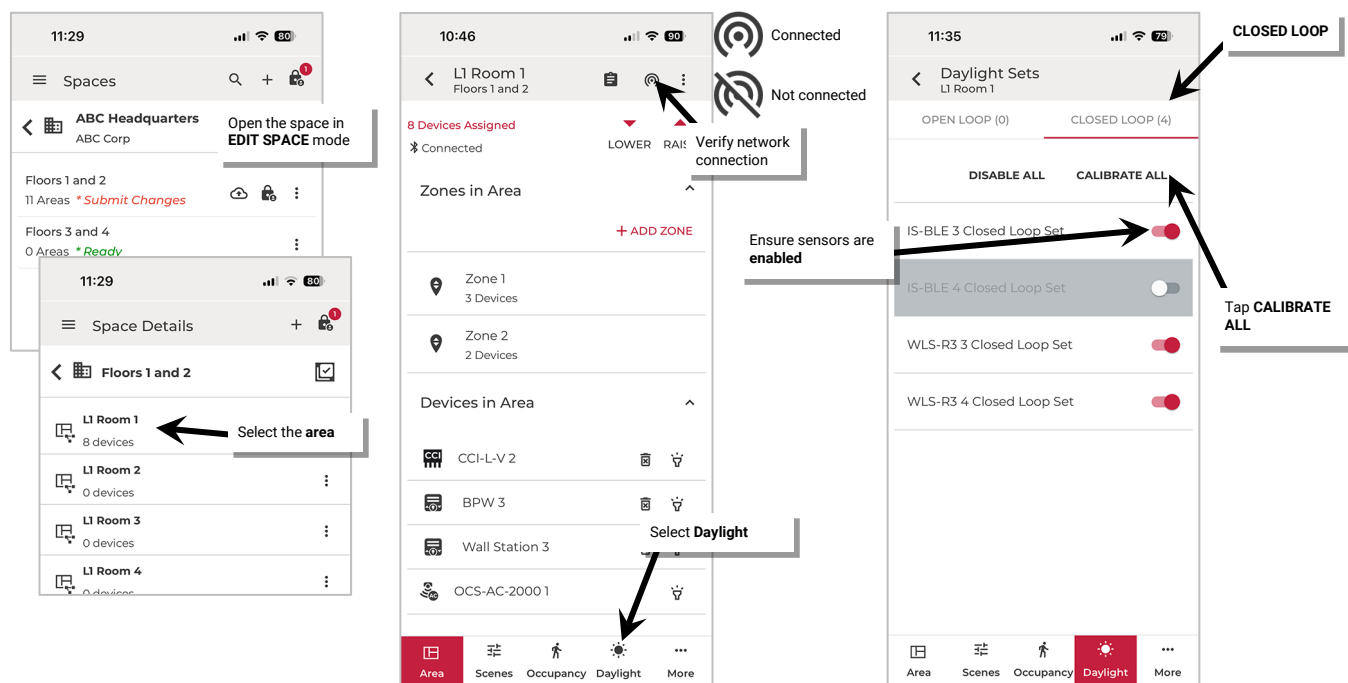 11:29
80
Spaces
1
ABC Headquarters
ABC Corp
Open the space in
EDIT SPACE mode
Floors 1 and 2
11 Areas * Submit Changes
Floors 3 and 4
0 Areas * Ready
11:29
80
Space Details
1
Floors 1 and 2
L1 Room 1
8 devices
Select the area
L1 Room 2
0 devices
L1 Room 3
0 devices
L1 Room 4
0 devices
10:46
90
L1 Room 1
Floors 1 and 2
Connected
Not connected
8 Devices Assigned
Connected
LOWER RAIS
Verify network
connection
Zones in Area
+ ADD ZONE
Zone 1
3 Devices
Zone 2
2 Devices
Devices in Area
CCI CCI-L-V 2
BPW 3
Select Daylight
Wall Station 3
AC OCS-AC-2000 1
Area Scenes Occupancy Daylight More
11:35
79
CLOSED LOOP
Daylight Sets
L1 Room 1
OPEN LOOP (0) CLOSED LOOP (4)
DISABLE ALL CALIBRATE ALL
Ensure sensors are
enabled
IS-BLE 3 Closed Loop Set
IS-BLE 4 Closed Loop Set
Tap CALIBRATE
ALL
WLS-R3 3 Closed Loop Set
WLS-R3 4 Closed Loop Set
Area Scenes Occupancy Daylight More